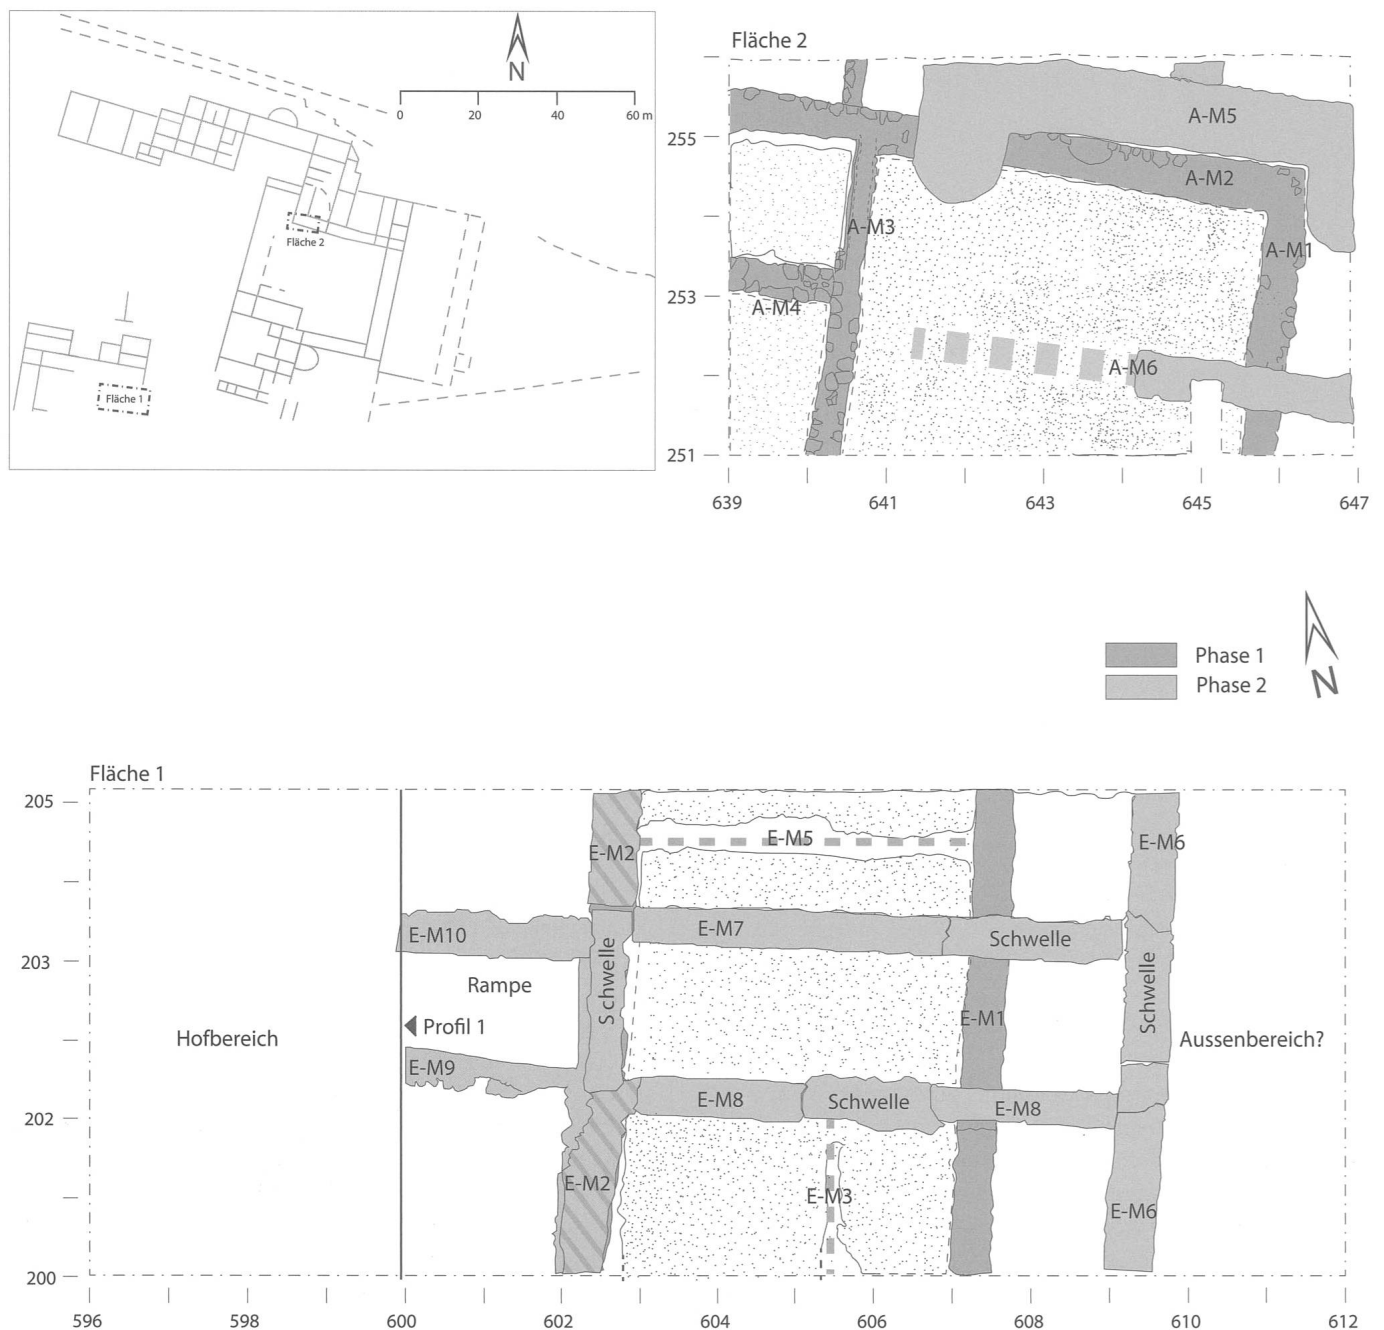 N
0 20 40 60 m
Fläche 2
Fläche 1
Fläche 2
A-M5
255
A-M2
A-M3
A-M1
253
A-M4
A-M6
251
639 641 643 645 647
Phase 1
Phase 2
N
Fläche 1
205
E-M5
E-M2
E-M6
E-M10
E-M7
Schwelle
Schwelle
Schwelle
203
Rampe
Profil 1
E-M1
Hofbereich
Aussenbereich?
E-M9
E-M8
Schwelle
E-M8
202
E-M2
E-M3
E-M6
200
596 598 600 602 604 606 608 610 612